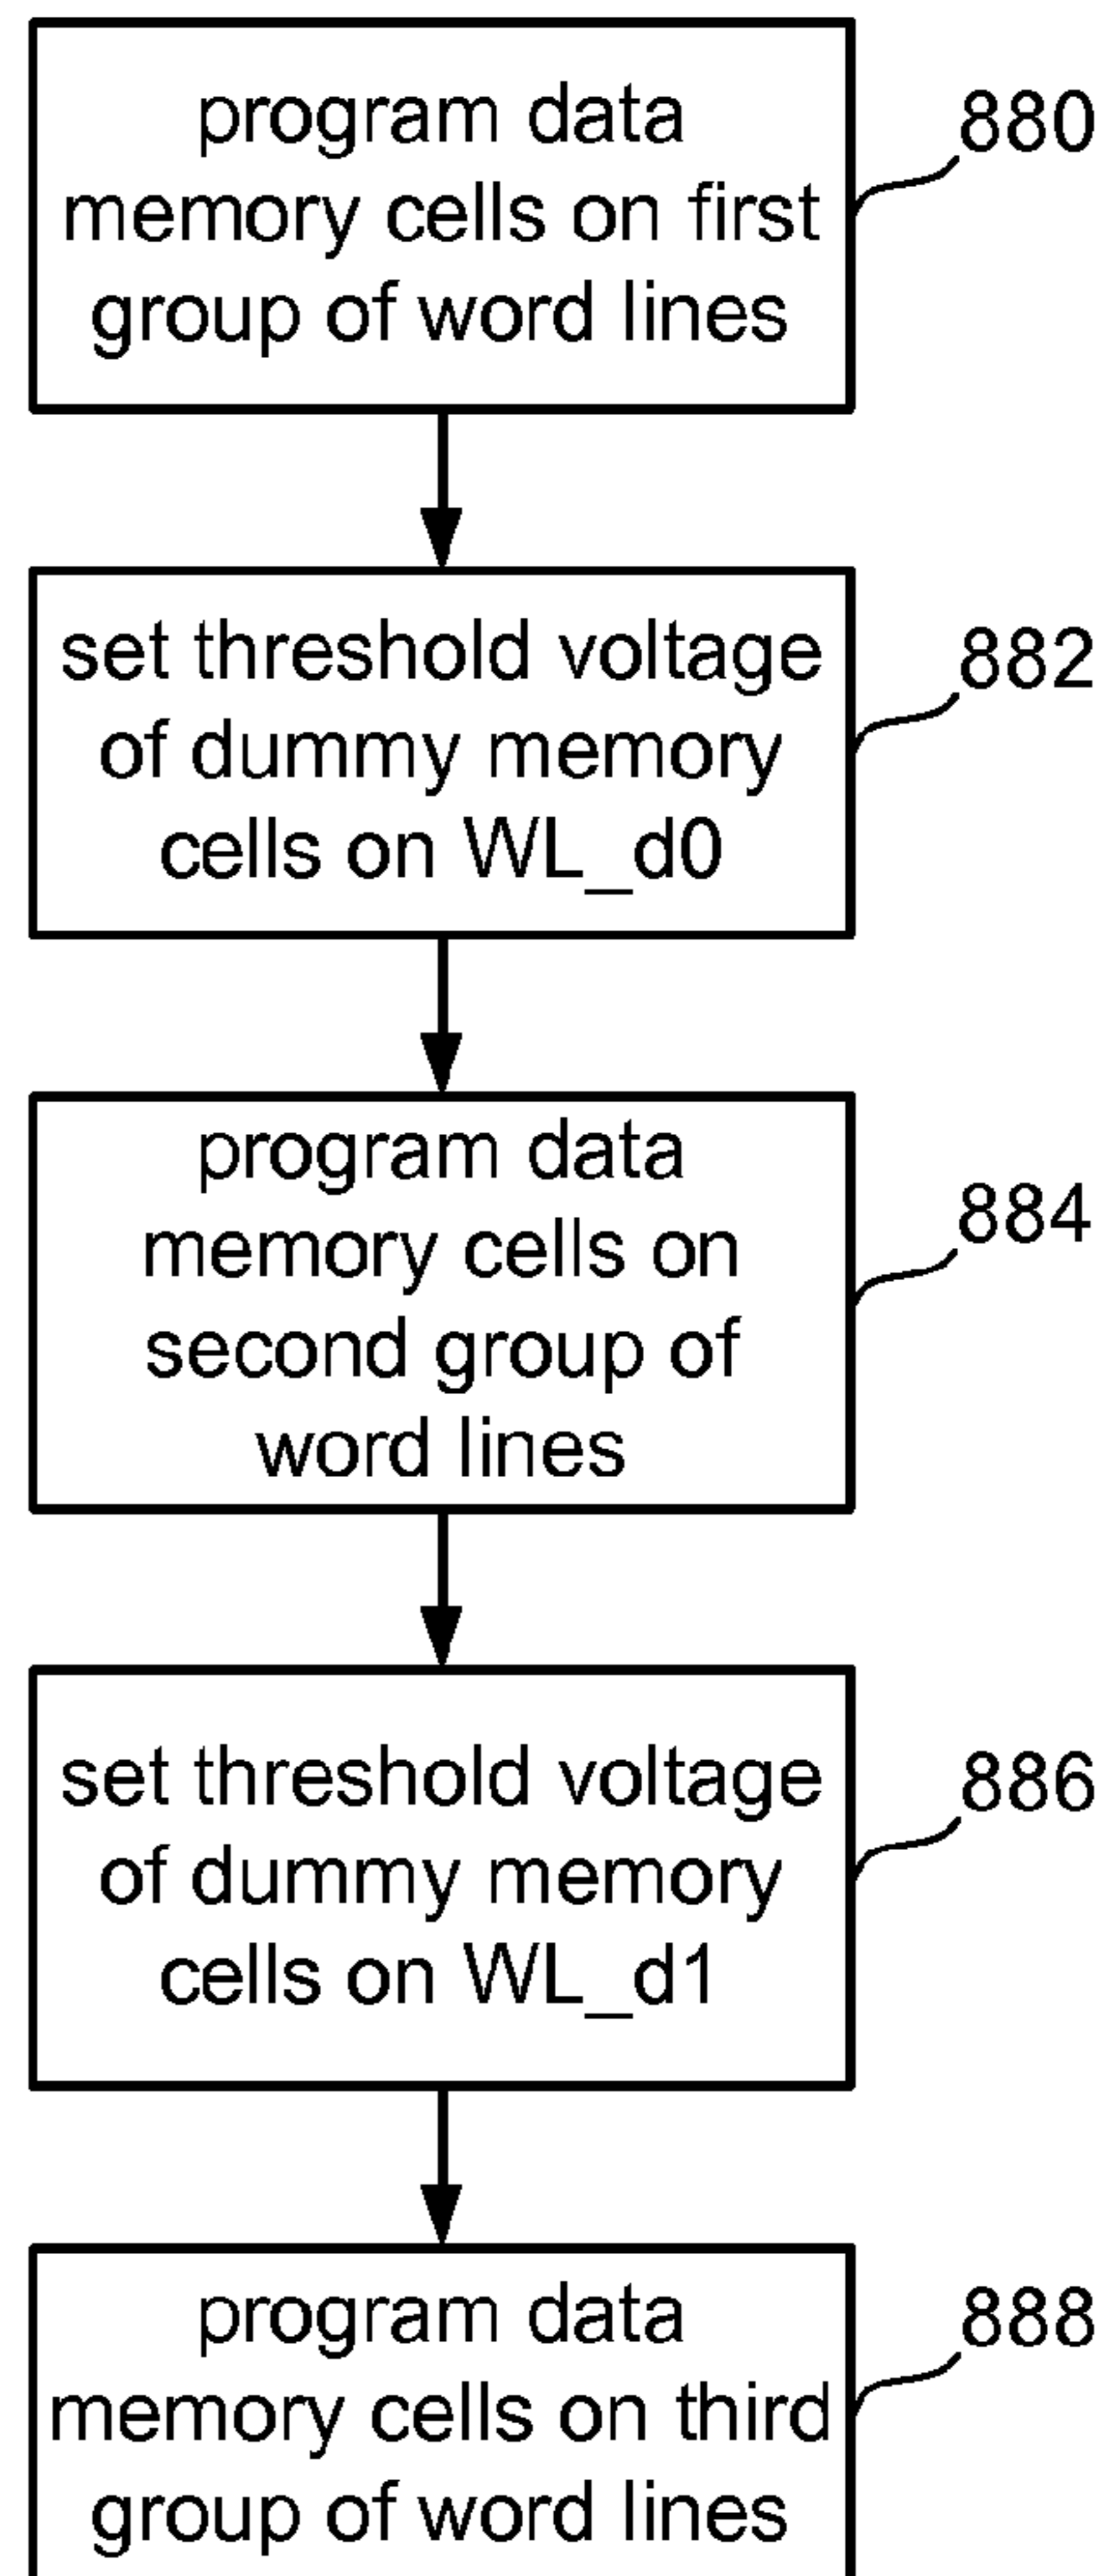 program data
memory cells on first
group of word lines
880
set threshold voltage
of dummy memory
cells on WL_d0
882
program data
memory cells on
second group of
word lines
884
set threshold voltage
of dummy memory
cells on WL_d1
886
program data
memory cells on third
group of word lines
888